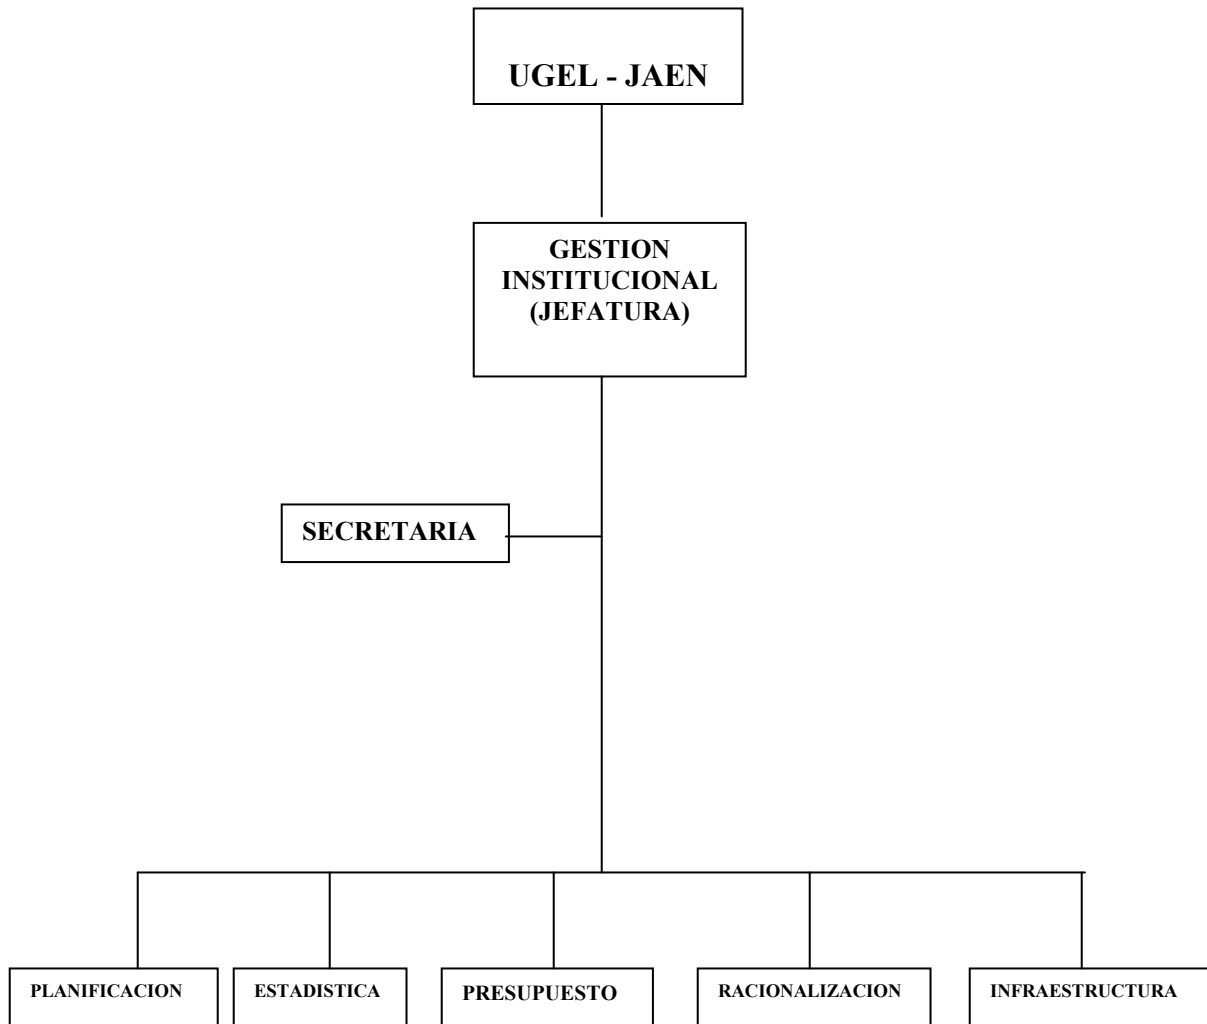 UGEL - JAEN
GESTION
INSTITUCIONAL
(JEFATURA)
SECRETARIA
PLANIFICACION
ESTADISTICA
PRESUPUESTO
RACIONALIZACION
INFRAESTRUCTURA